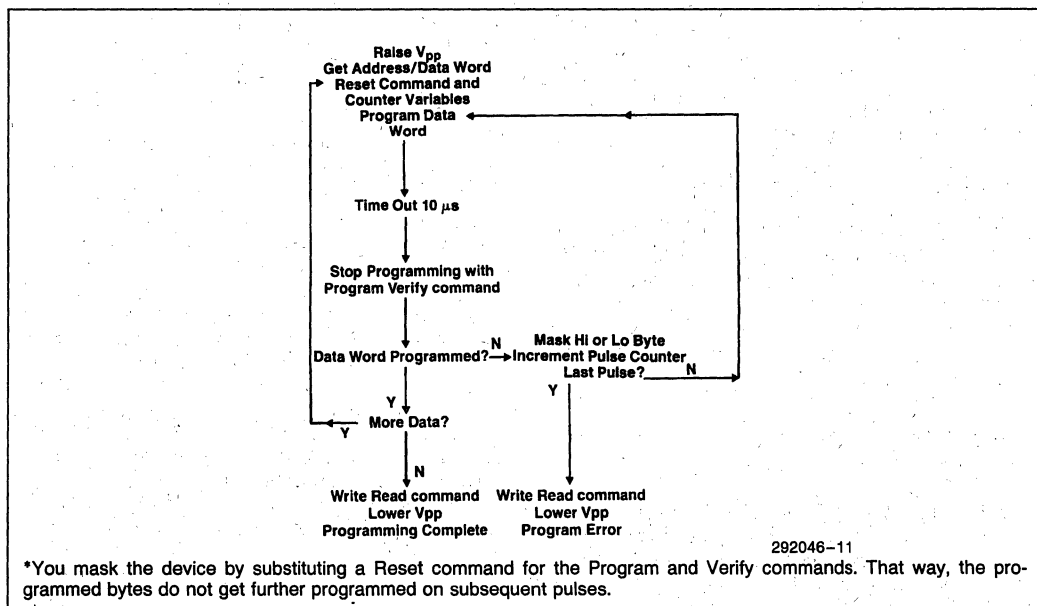 Raise Vpp
Get Address/Data Word
Reset Command and
Counter Variables
Program Data
Word
Time Out 10 μs
Stop Programming with
Program Verify command
Data Word Programmed?
N
Mask Hi or Lo Byte
Increment Pulse Counter
Last Pulse?
N
Y
Y
More Data?
Y
N
Write Read command
Lower Vpp
Programming Complete
Write Read command
Lower Vpp
Program Error
292046-11
*You mask the device by substituting a Reset command for the Program and Verify commands. That way, the pro-
grammed bytes do not get further programmed on subsequent pulses.